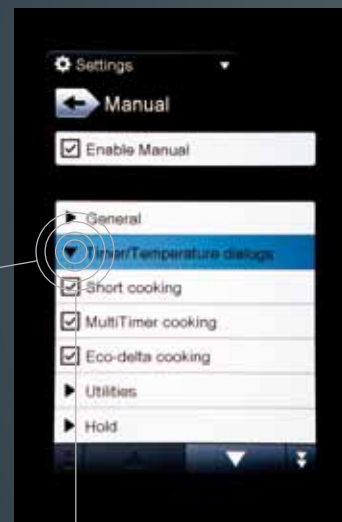 Settings
Manual
Enable Manual
General
Timer/Temperature dialogs
Short cooking
MultiTimer cooking
Eco-delta cooking
Utilities
Hold